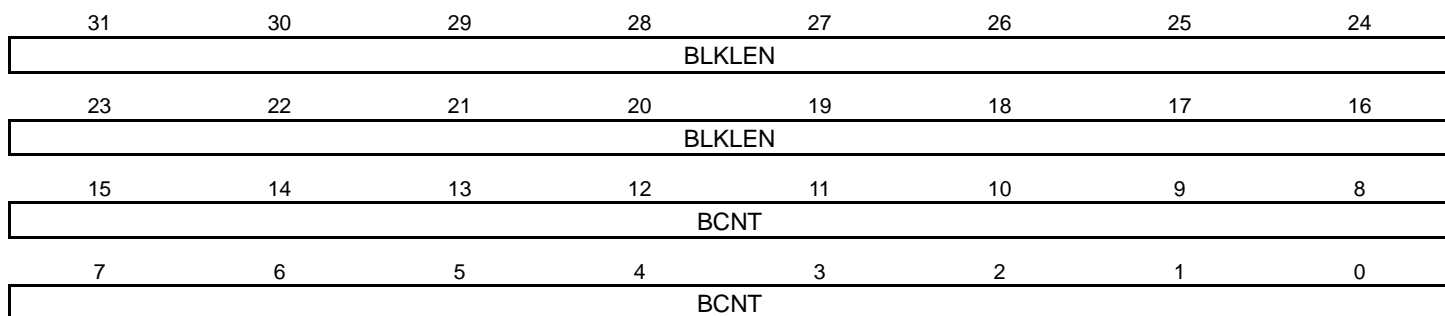 31 30 29 28 27 26 25 24
BLKLEN
23 22 21 20 19 18 17 16
BLKLEN
15 14 13 12 11 10 9 8
BCNT
7 6 5 4 3 2 1 0
BCNT